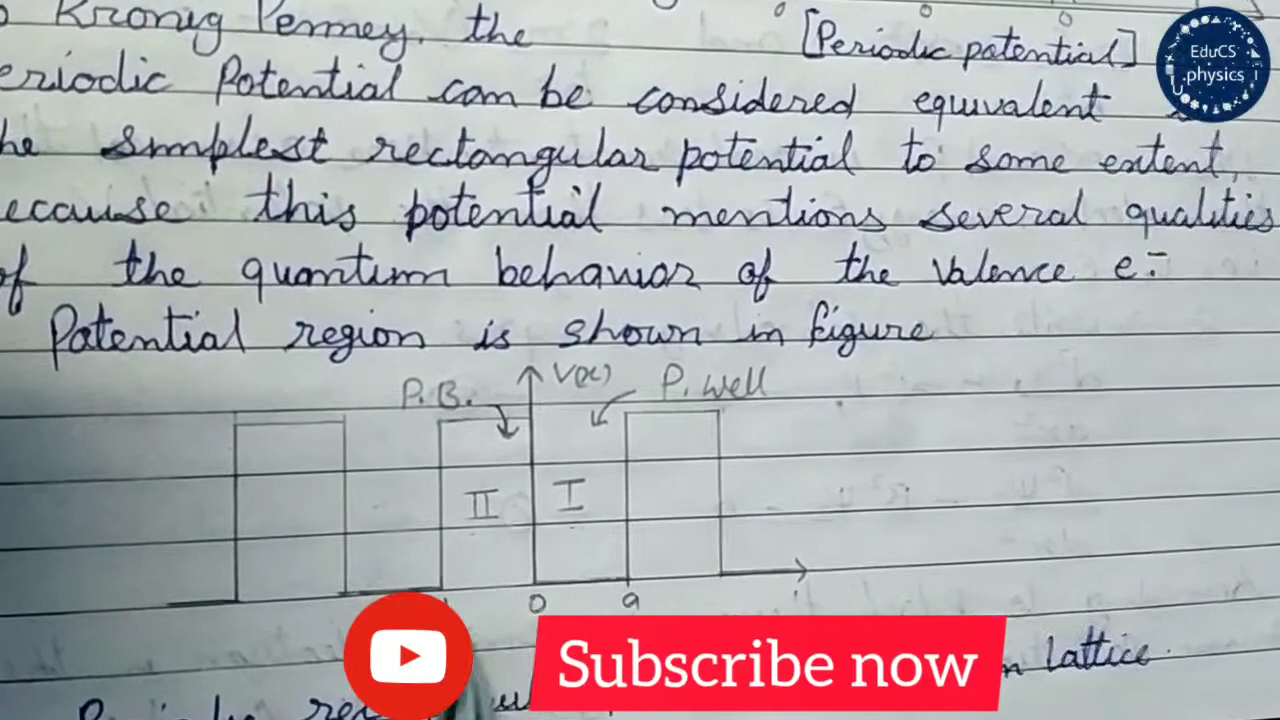 Kronig Penney. the
[Periodic potential]
EduCS
physics
eriodic Potential can be considered equivalent
he simplest rectangular potential to some extent,
ecause this potential mentions several qualities
of the quantum behavior of the valence e-
Potential region is shown in figure
P.B. V(x) P. well
II I
0 a
Subscribe now
n lattice